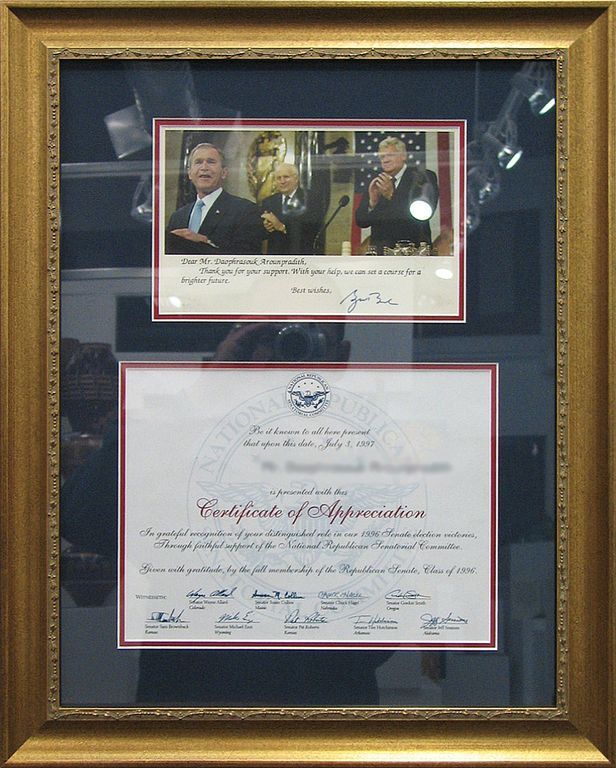 Dear Mr. Daophrasouk Arounpradith,
Thank you for your support. With your help, we can set a course for a
brighter future.
Best wishes,
NATIONAL REPUBLICAN
SENATORIAL COMMITTEE
Be it known to all here present
that upon this date, July 3, 1997
is presented with this
Certificate of Appreciation
In grateful recognition of your distinguished role in our 1996 Senate election victories,
Through faithful support of the National Republican Senatorial Committee.
Given with gratitude, by the full membership of the Republican Senate, Class of 1996.
WITNESSETH:
Senator Wayne Allard Senator Susan Collins Senator Chuck Hagel Senator Gordon Smith
Colorado Maine Nebraska Oregon
Senator Sam Brownback Senator Michael Enzi Senator Pat Roberts Senator Tim Hutchinson Senator Jeff Sessions
Kansas Wyoming Kansas Arkansas Alabama